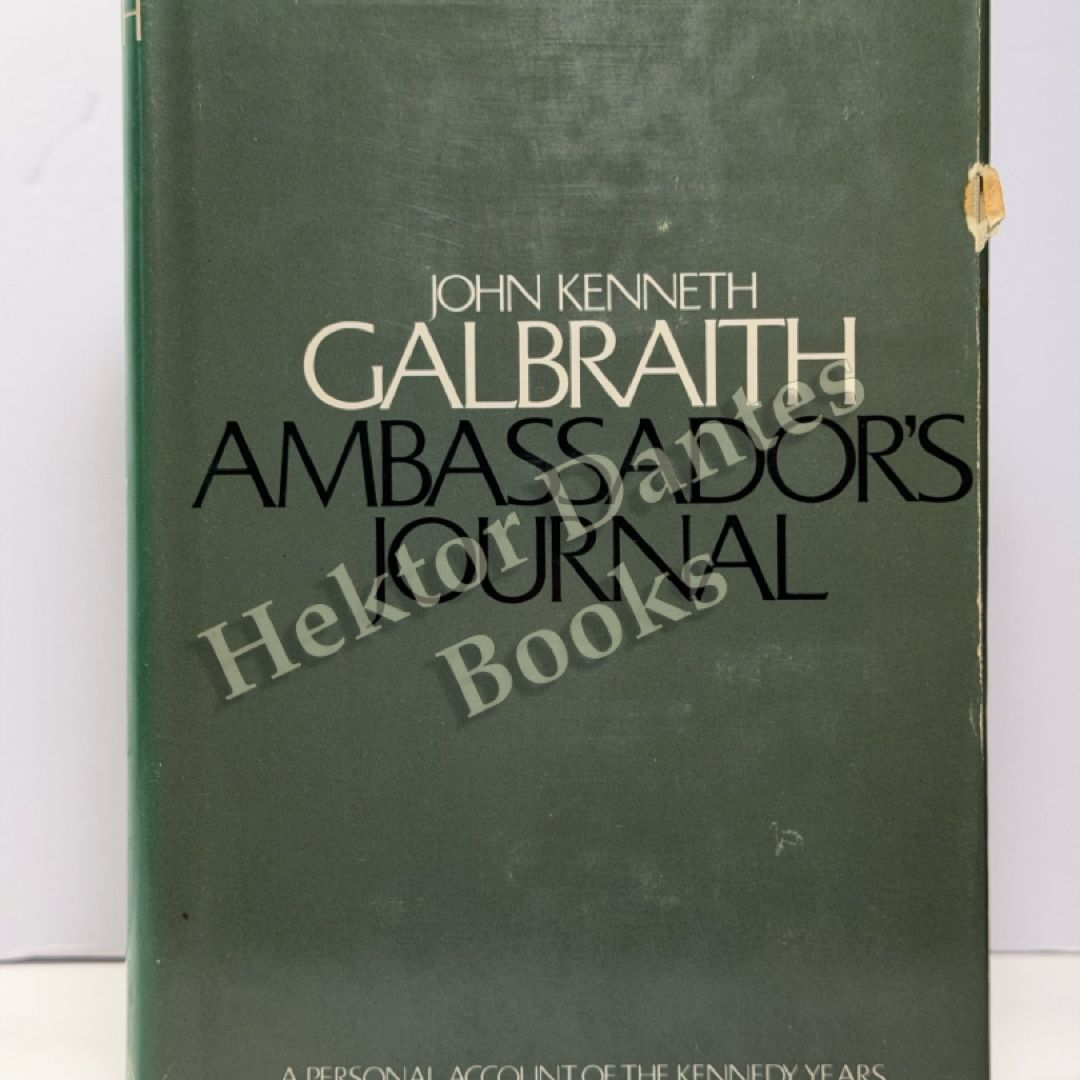 H
JOHN KENNETH
GALBRAITH
AMBASSADOR'S
JOURNAL
Hektor Dantes
Books
A PERSONAL ACCOUNT OF THE KENNEDY YEARS